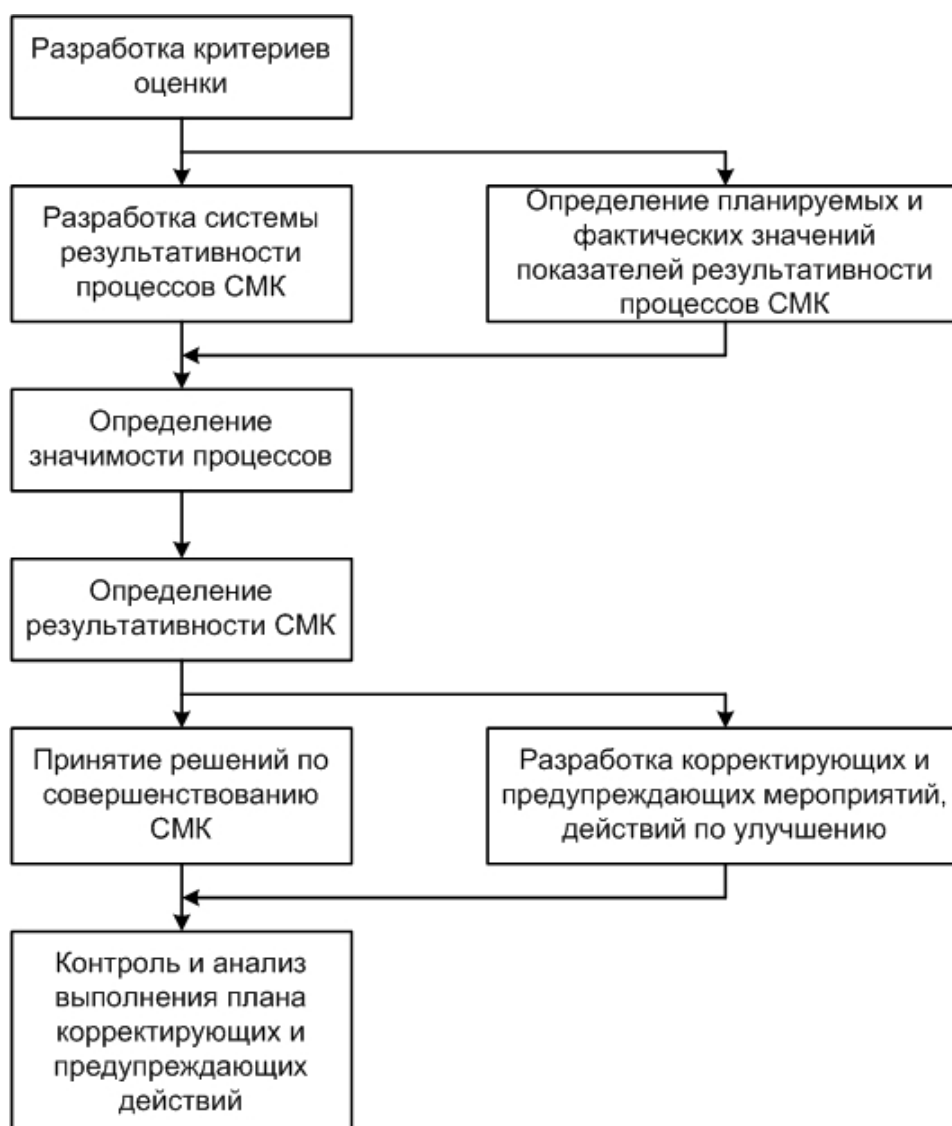 Разработка критериев
оценки
Разработка системы
результативности
процессов СМК
Определение планируемых и
фактических значений
показателей результативности
процессов СМК
Определение
значимости процессов
Определение
результативности СМК
Принятие решений по
совершенствованию
СМК
Разработка корректирующих и
предупреждающих мероприятий,
действий по улучшению
Контроль и анализ
выполнения плана
корректирующих и
предупреждающих
действий